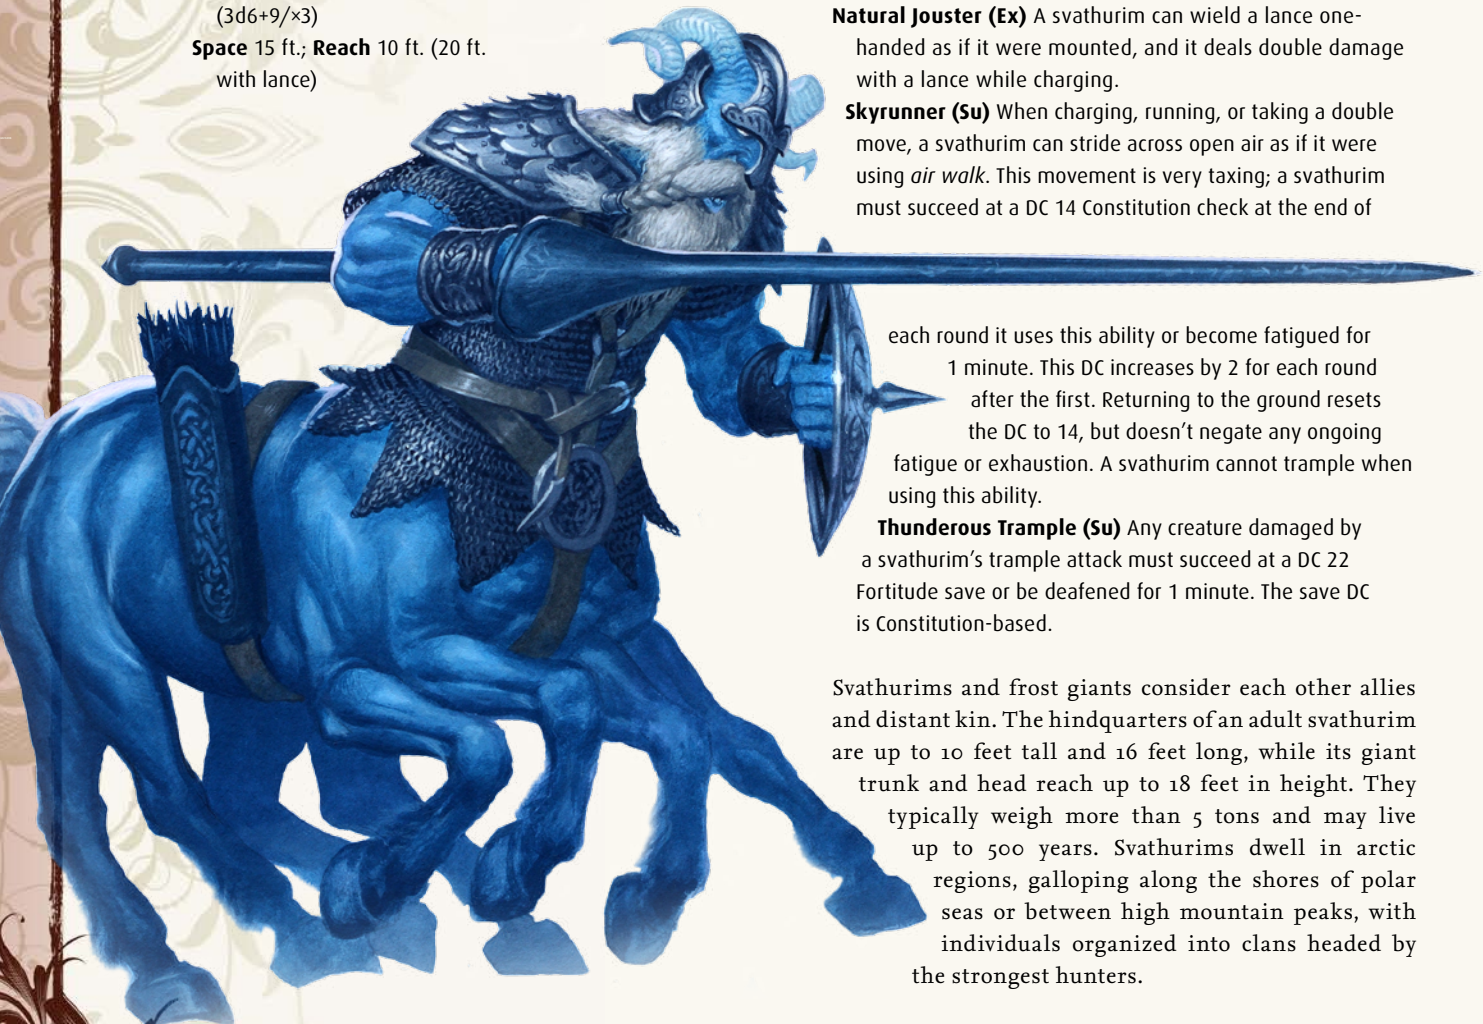 (3d6+9/×3)
Space 15 ft.; Reach 10 ft. (20 ft.
with lance)
Natural Jouster (Ex) A svathurim can wield a lance one-
handed as if it were mounted, and it deals double damage
with a lance while charging.
Skyrunner (Su) When charging, running, or taking a double
move, a svathurim can stride across open air as if it were
using air walk. This movement is very taxing; a svathurim
must succeed at a DC 14 Constitution check at the end of
each round it uses this ability or become fatigued for
1 minute. This DC increases by 2 for each round
after the first. Returning to the ground resets
the DC to 14, but doesn’t negate any ongoing
fatigue or exhaustion. A svathurim cannot trample when
using this ability.
Thunderous Trample (Su) Any creature damaged by
a svathurim’s trample attack must succeed at a DC 22
Fortitude save or be deafened for 1 minute. The save DC
is Constitution-based.
Svathurims and frost giants consider each other allies
and distant kin. The hindquarters of an adult svathurim
are up to 10 feet tall and 16 feet long, while its giant
trunk and head reach up to 18 feet in height. They
typically weigh more than 5 tons and may live
up to 500 years. Svathurims dwell in arctic
regions, galloping along the shores of polar
seas or between high mountain peaks, with
individuals organized into clans headed by
the strongest hunters.